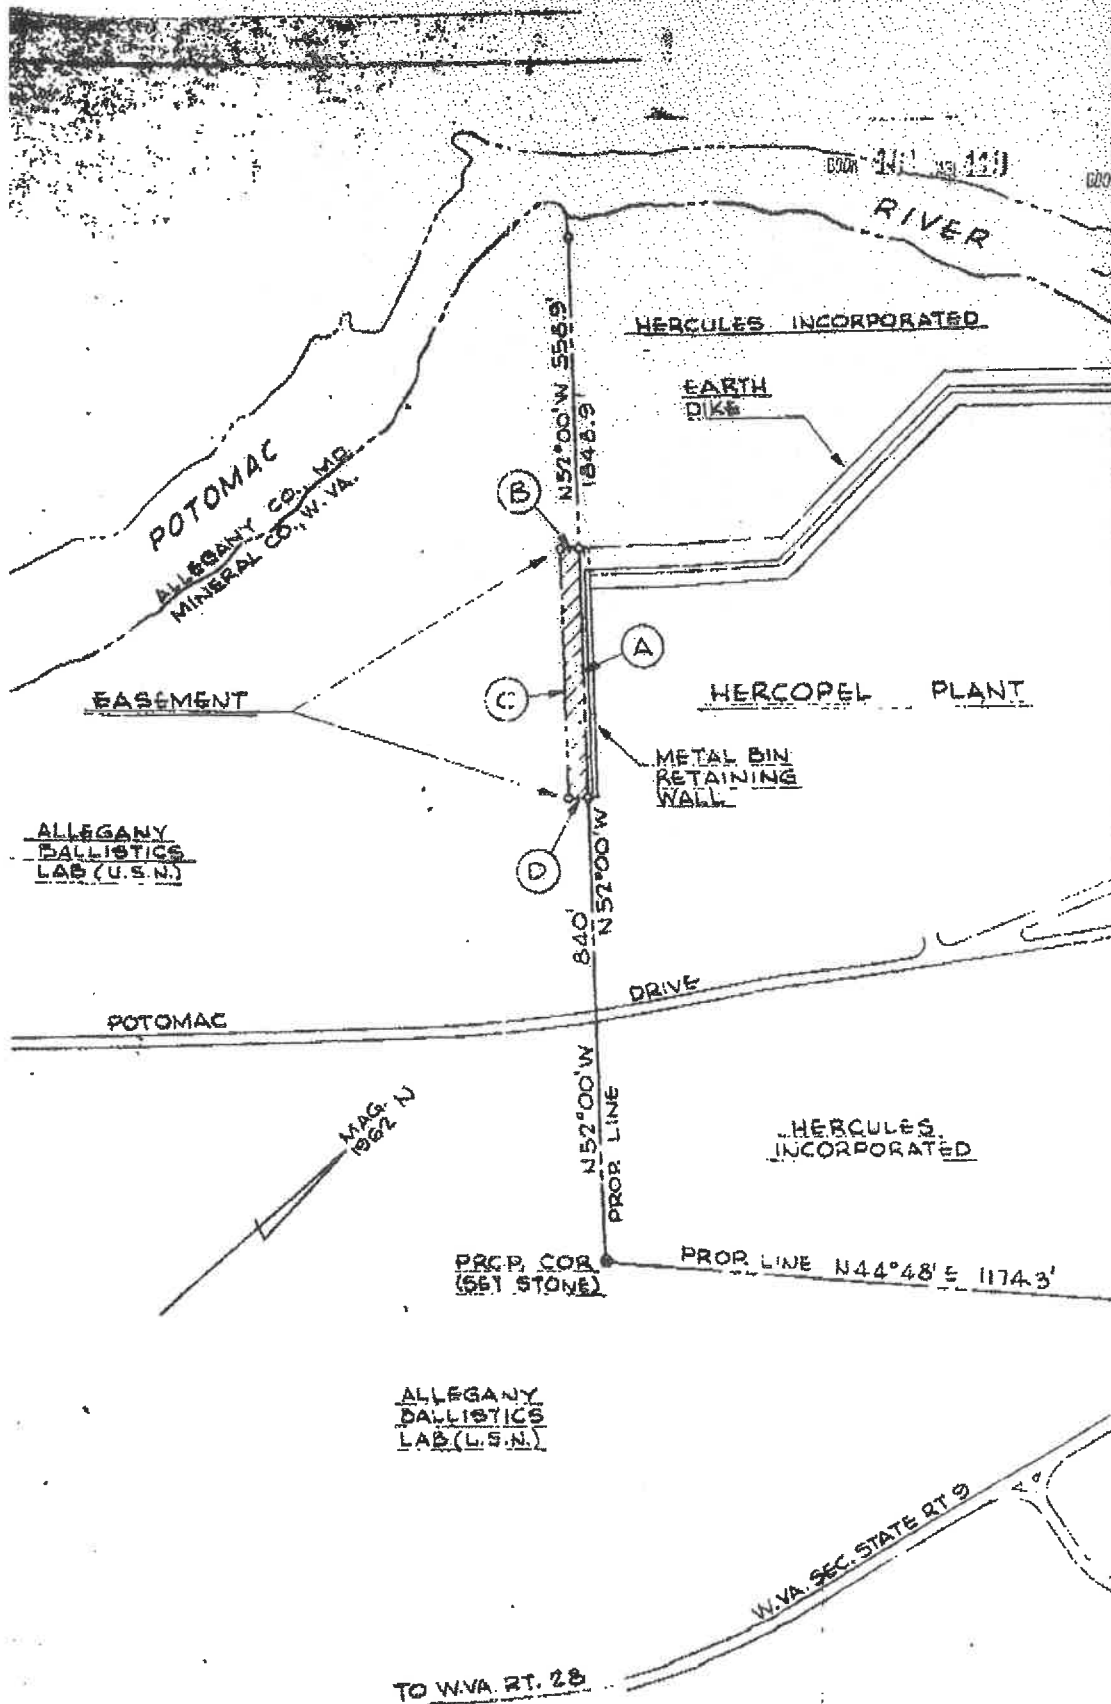 RIVER
HERCULES INCORPORATED
EARTH
DIKE
N52°00'W 558.9'
1848.9
B
POTOMAC
ALLEGANY CO., MD.
MINERAL CO., W. VA.
A
EASEMENT
C
HERCOPEL PLANT
METAL BIN
RETAINING
WALL
ALLEGANY
BALLISTICS
LAB (U.S.N.)
D
840'
N52°00'W
POTOMAC
DRIVE
MAG. N
1962
N52°00'W
PROP LINE
HERCULES
INCORPORATED
PROP. COR
(SET STONE)
PROP. LINE N44°48'E 1174.3'
ALLEGANY
BALLISTICS
LAB (U.S.N.)
W.VA. SEC. STATE RT 9
TO W.VA. RT. 28